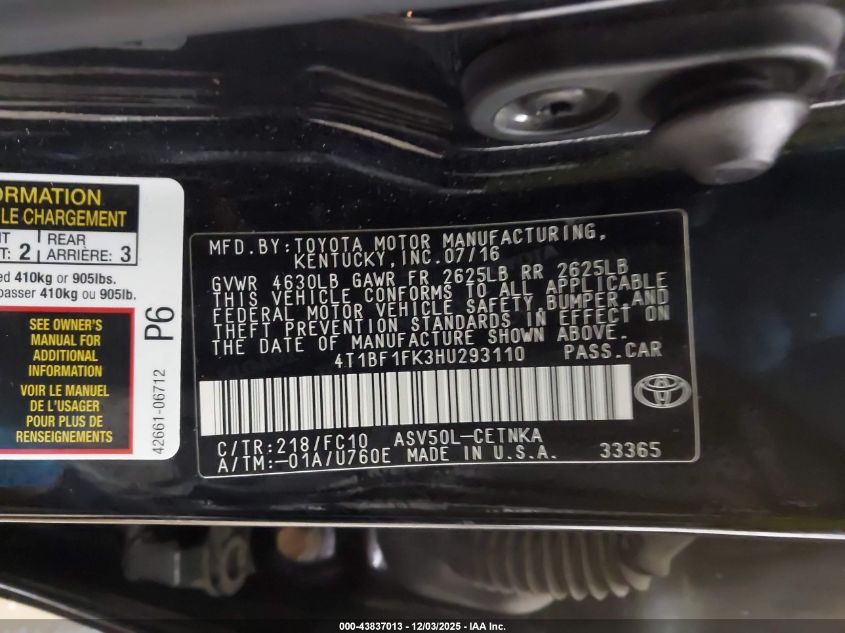 ORMATION
LE CHARGEMENT
NT REAR
T: 2 ARRIÈRE: 3
ed 410kg or 905lbs.
passer 410kg ou 905lb.
SEE OWNER'S
MANUAL FOR
ADDITIONAL
INFORMATION
VOIR LE MANUEL
DE L'USAGER
POUR PLUS DE
RENSEIGNEMENTS
42661-06712
P6
MFD.BY:TOYOTA MOTOR MANUFACTURING,
KENTUCKY,INC.07/16
GVWR 4630LB GAWR FR 2625LB RR 2625LB
THIS VEHICLE CONFORMS TO ALL APPLICABLE
FEDERAL MOTOR VEHICLE SAFETY,BUMPER,AND
THEFT PREVENTION STANDARDS IN EFFECT ON
THE DATE OF MANUFACTURE SHOWN ABOVE.
4T1BF1FK3HU293110 PASS.CAR
C/TR:218/FC10 ASV50L-CETNKA
A/TM:-01A/U760E MADE IN U.S.A. 33365
000-43837013 - 12/03/2025 - IAA Inc.